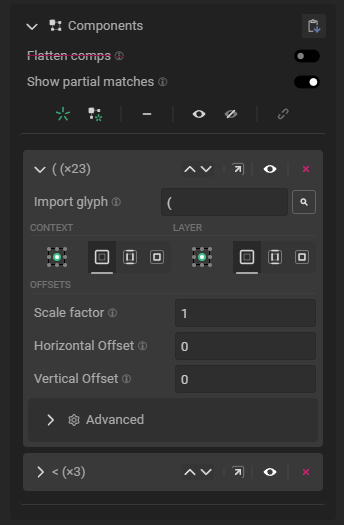 Components
Flatten comps
Show partial matches
( (×23)
Import glyph (
CONTEXT LAYER
OFFSETS
Scale factor 1
Horizontal Offset 0
Vertical Offset 0
Advanced
< (×3)